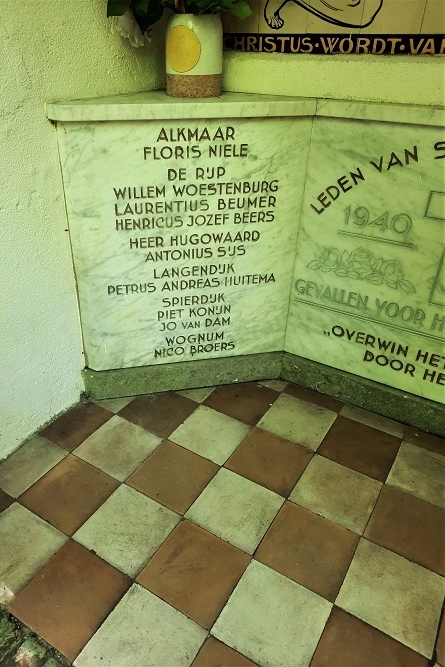 CHRISTUS·WORDT·VAN
ALKMAAR
FLORIS NIELE
DE RIJP
WILLEM WOESTENBURG
LAURENTIUS BEUMER
HENRICUS JOZEF BEERS
HEER HUGOWAARD
ANTONIUS SIJS
LANGENDIJK
PETRUS ANDREAS HUITEMA
SPIERDIJK
PIET KONIJN
JO VAN DAM
WOGNUM
NICO BROERS
LEDEN VAN S
1940
GEVALLEN VOOR H
„OVERWIN HET
DOOR HE